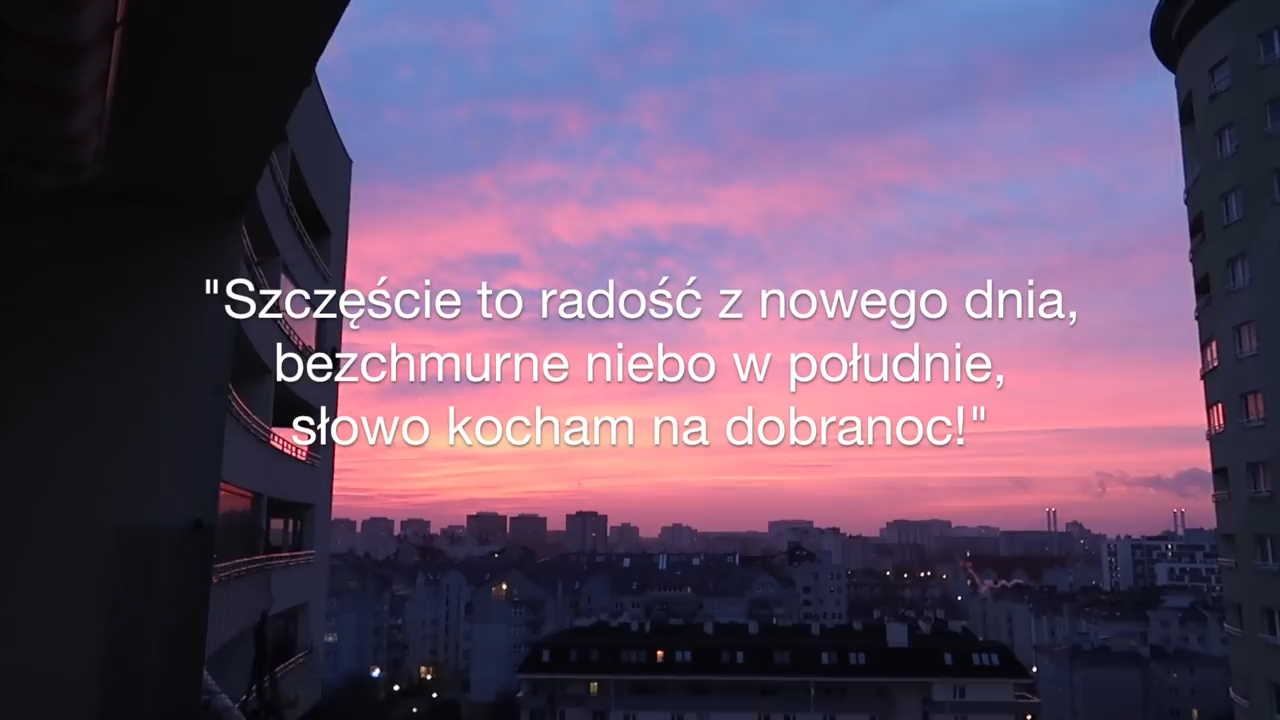 "Szczęście to radość z nowego dnia,
bezchmurne niebo w południe,
słowo kocham na dobranoc!"